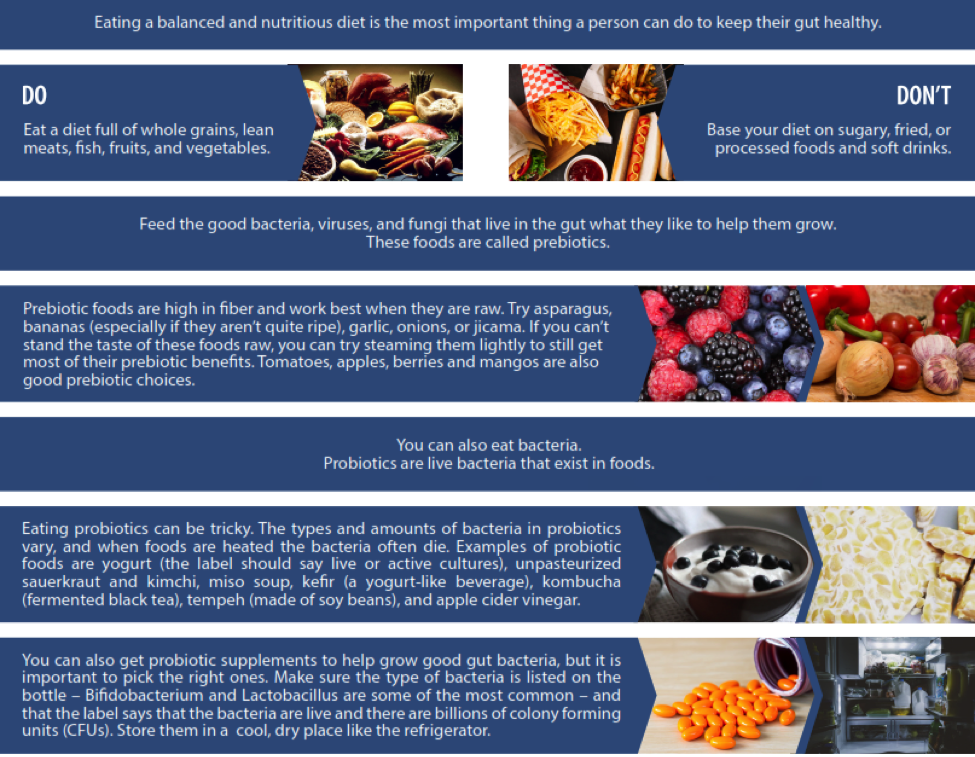 Eating a balanced and nutritious diet is the most important thing a person can do to keep their gut healthy.
DO
Eat a diet full of whole grains, lean
meats, fish, fruits, and vegetables.
DON'T
Base your diet on sugary, fried, or
processed foods and soft drinks.
Feed the good bacteria, viruses, and fungi that live in the gut what they like to help them grow.
These foods are called prebiotics.
Prebiotic foods are high in fiber and work best when they are raw. Try asparagus,
bananas (especially if they aren't quite ripe), garlic, onions, or jicama. If you can't
stand the taste of these foods raw, you can try steaming them lightly to still get
most of their prebiotic benefits. Tomatoes, apples, berries and mangos are also
good prebiotic choices.
You can also eat bacteria.
Probiotics are live bacteria that exist in foods.
Eating probiotics can be tricky. The types and amounts of bacteria in probiotics
vary, and when foods are heated the bacteria often die. Examples of probiotic
foods are yogurt (the label should say live or active cultures), unpasteurized
sauerkraut and kimchi, miso soup, kefir (a yogurt-like beverage), kombucha
(fermented black tea), tempeh (made of soy beans), and apple cider vinegar.
You can also get probiotic supplements to help grow good gut bacteria, but it is
important to pick the right ones. Make sure the type of bacteria is listed on the
bottle – Bifidobacterium and Lactobacillus are some of the most common – and
that the label says that the bacteria are live and there are billions of colony forming
units (CFUs). Store them in a cool, dry place like the refrigerator.